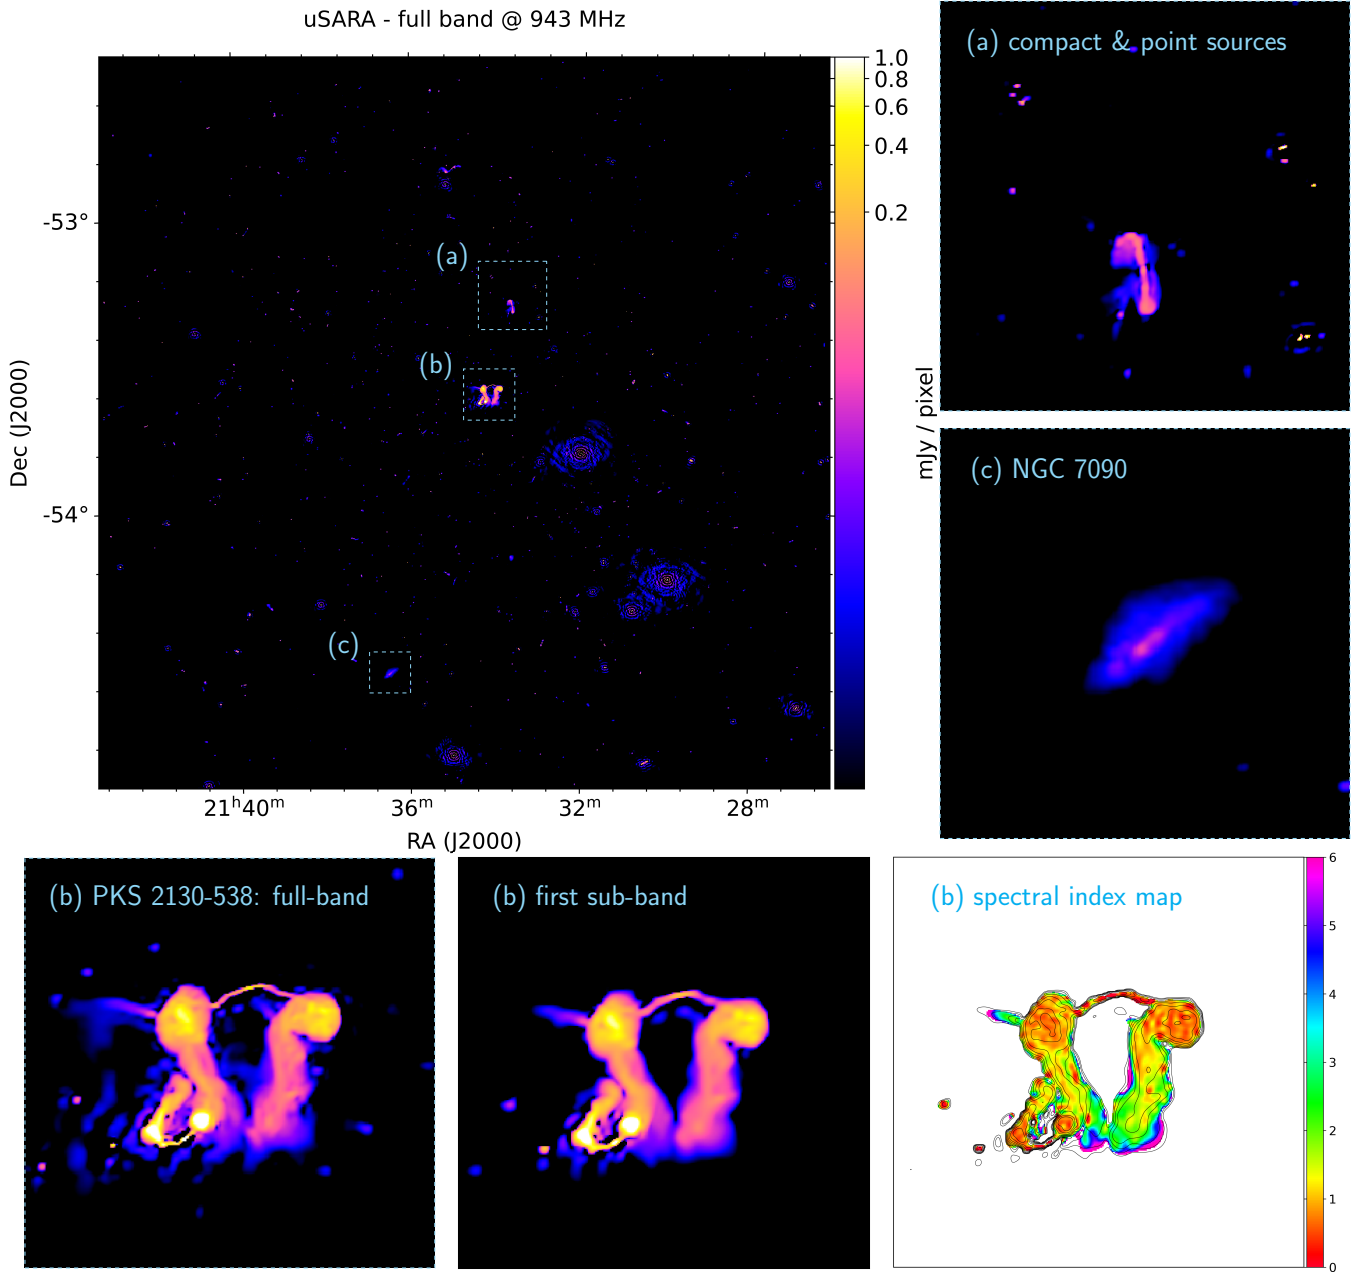 uSARA - full band @ 943 MHz
1.0
0.8
0.6
0.4
0.2
mJy / pixel
-53°
-54°
Dec (J2000)
(a)
(b)
(c)
21ʰ40ᵐ
36ᵐ
32ᵐ
28ᵐ
RA (J2000)
(a) compact & point sources
(c) NGC 7090
(b) PKS 2130-538: full-band
(b) first sub-band
(b) spectral index map
6
5
4
3
2
1
0